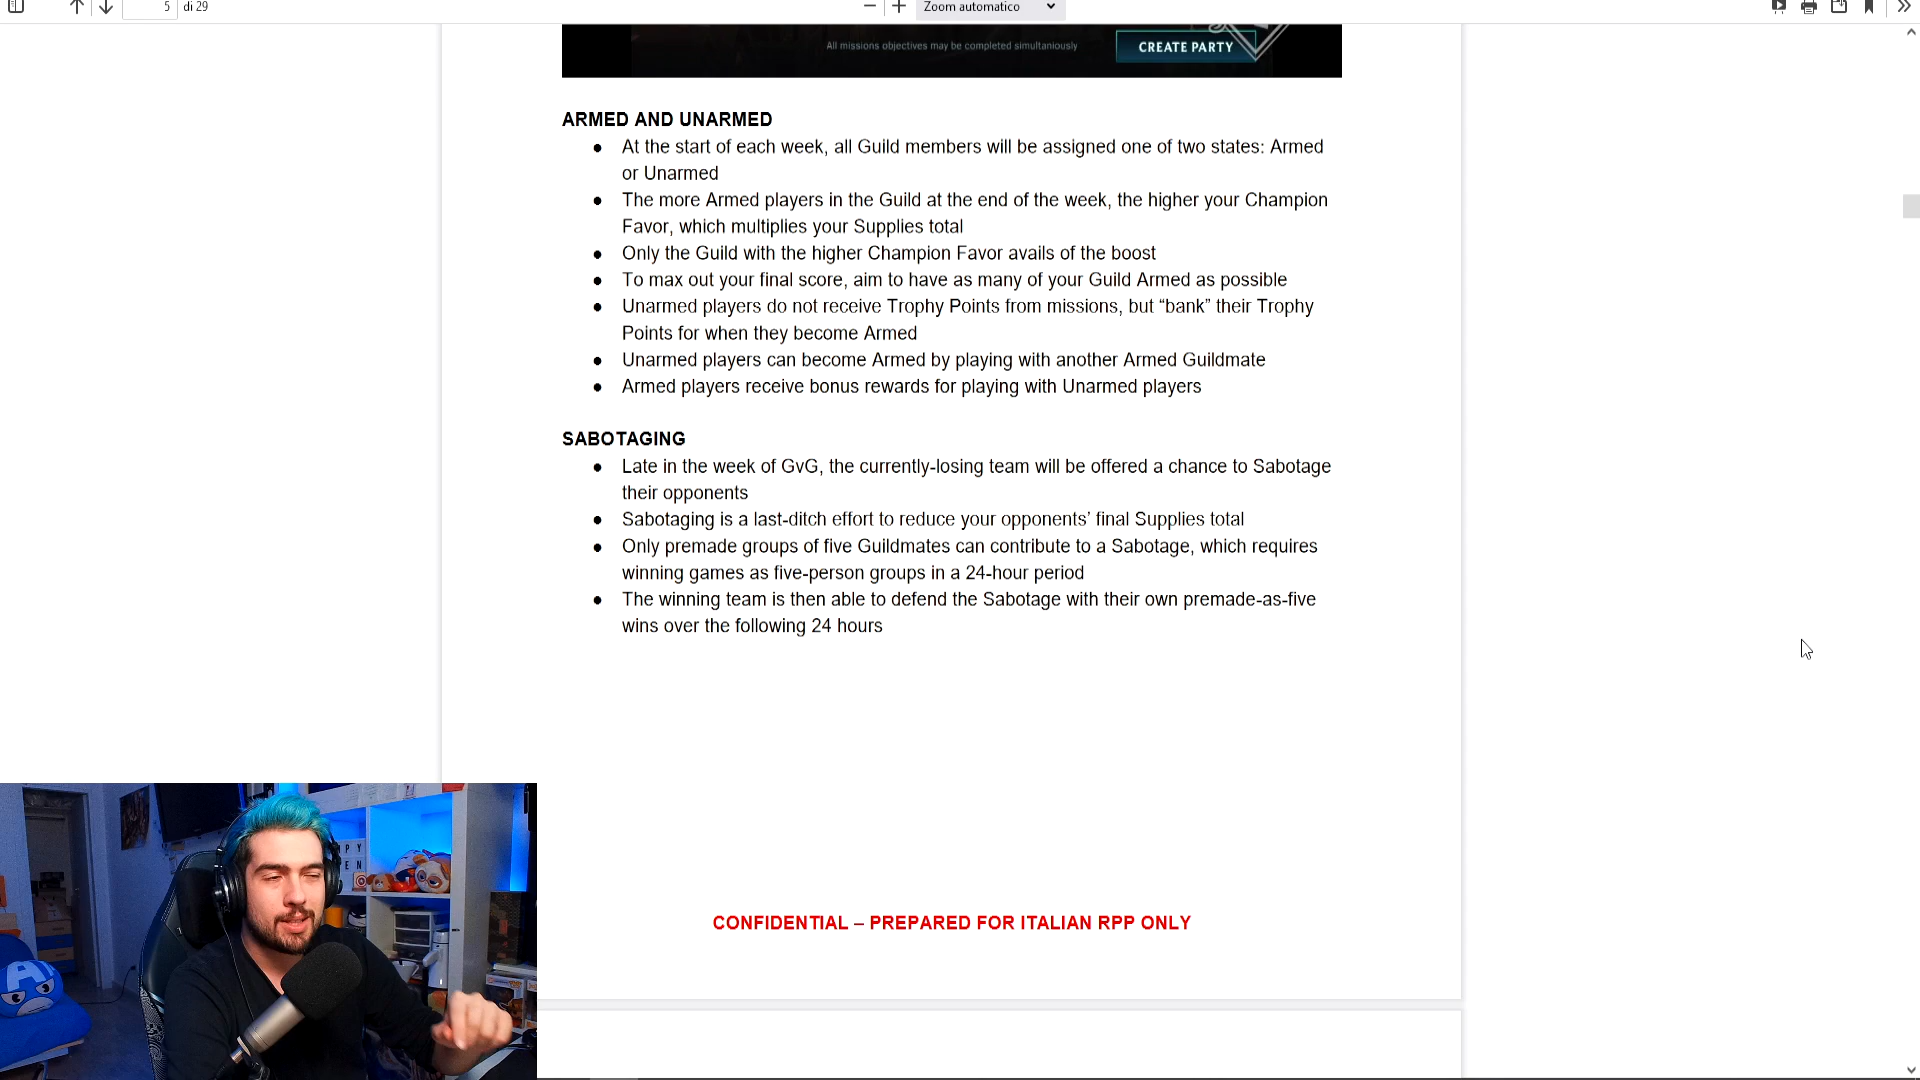 5 di 29 Zoom automatico
All missions objectives may be completed simultaniously
CREATE PARTY
ARMED AND UNARMED
● At the start of each week, all Guild members will be assigned one of two states: Armed
or Unarmed
● The more Armed players in the Guild at the end of the week, the higher your Champion
Favor, which multiplies your Supplies total
● Only the Guild with the higher Champion Favor avails of the boost
● To max out your final score, aim to have as many of your Guild Armed as possible
● Unarmed players do not receive Trophy Points from missions, but “bank” their Trophy
Points for when they become Armed
● Unarmed players can become Armed by playing with another Armed Guildmate
● Armed players receive bonus rewards for playing with Unarmed players
SABOTAGING
● Late in the week of GvG, the currently-losing team will be offered a chance to Sabotage
their opponents
● Sabotaging is a last-ditch effort to reduce your opponents’ final Supplies total
● Only premade groups of five Guildmates can contribute to a Sabotage, which requires
winning games as five-person groups in a 24-hour period
● The winning team is then able to defend the Sabotage with their own premade-as-five
wins over the following 24 hours
CONFIDENTIAL – PREPARED FOR ITALIAN RPP ONLY